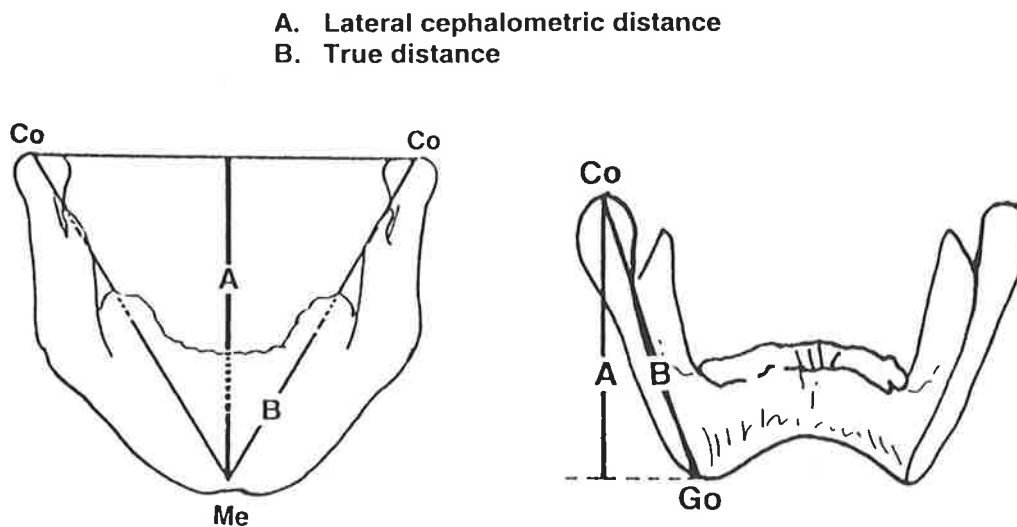 A. Lateral cephalometric distance
B. True distance
Co Co
A
B
Me
Co
A B
Go